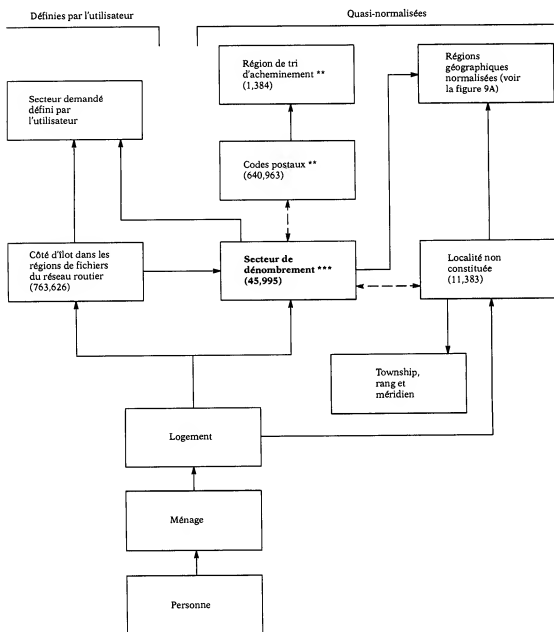 Définies par l'utilisateur
Quasi-normalisées
Région de tri
d'acheminement **
(1,384)
Régions
géographiques
normalisées (voir
la figure 9A)
Secteur demandé
défini par
l'utilisateur
Codes postaux **
(640,963)
Côté d'îlot dans les
régions de fichiers
du réseau routier
(763,626)
Secteur de
dénombrement ***
(45,995)
Localité non
constituée
(11,383)
Township,
rang et
méridien
Logement
Ménage
Personne